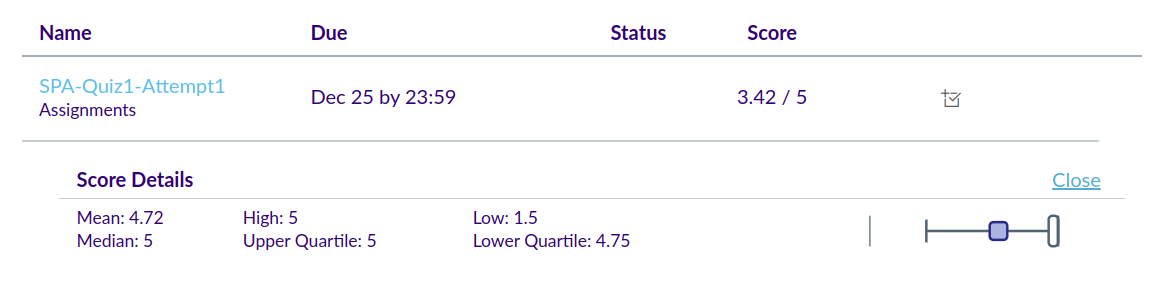 Name Due Status Score
SPA-Quiz1-Attempt1
Assignments
Dec 25 by 23:59 3.42 / 5
Score Details Close
Mean: 4.72 High: 5 Low: 1.5
Median: 5 Upper Quartile: 5 Lower Quartile: 4.75